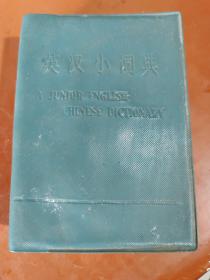 英汉小词典
A JUNIOR ENGLISH-
CHINESE DICTIONARY